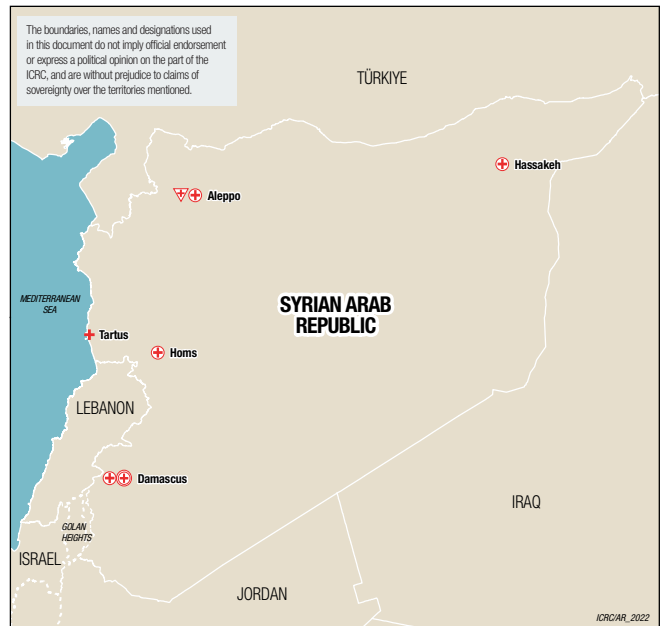 The boundaries, names and designations used
in this document do not imply official endorsement
or express a political opinion on the part of the
ICRC, and are without prejudice to claims of
sovereignty over the territories mentioned.
TÜRKIYE
Hassakeh
Aleppo
MEDITERRANEAN
SEA
SYRIAN ARAB
REPUBLIC
Tartus
Homs
LEBANON
Damascus
IRAQ
GOLAN
HEIGHTS
ISRAEL
JORDAN
ICRC/AR_2022